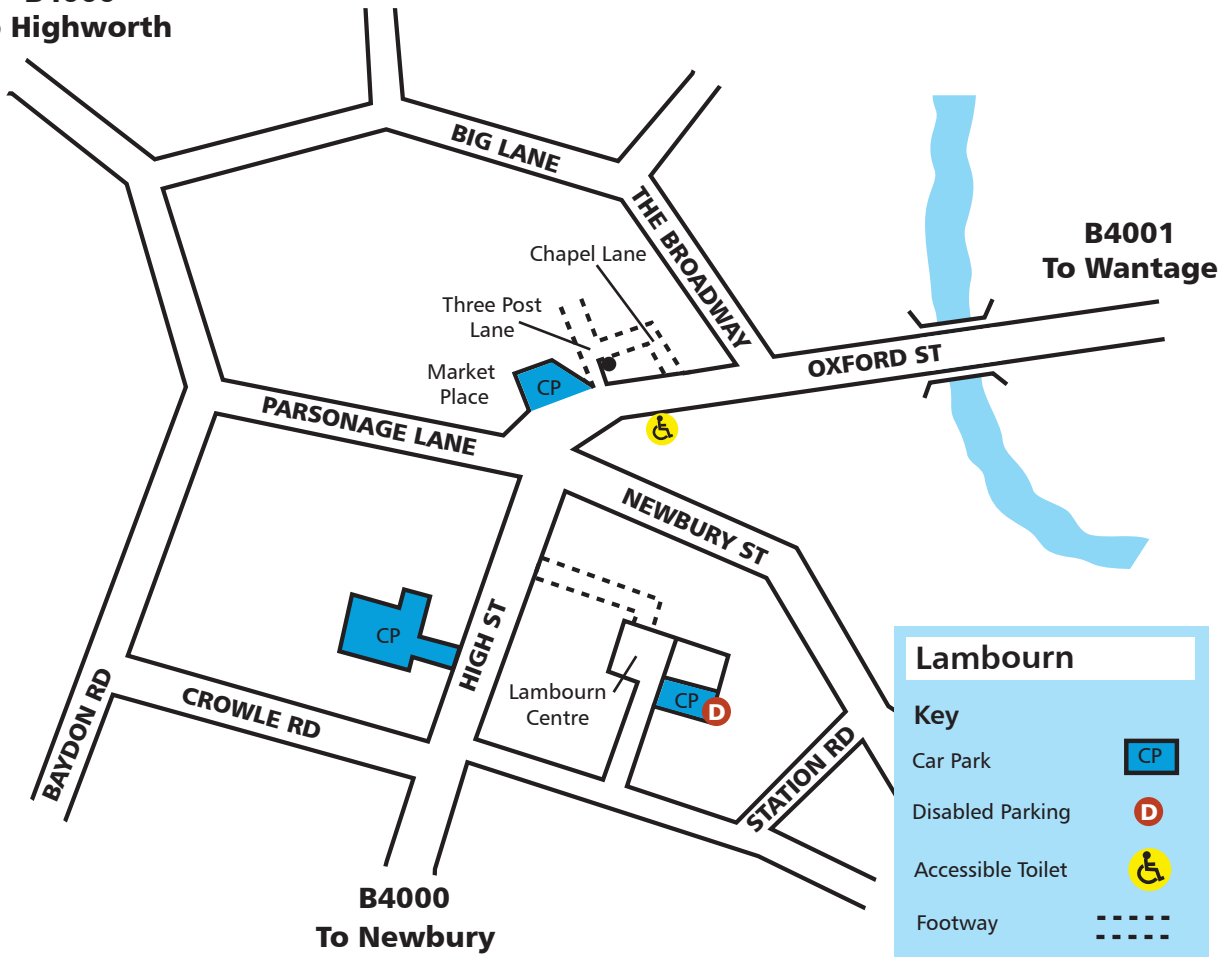 Highworth
BIG LANE
THE BROADWAY
Chapel Lane
B4001
To Wantage
Three Post
Lane
OXFORD ST
Market
Place
CP
PARSONAGE LANE
NEWBURY ST
CP
HIGH ST
Lambourn
Centre
CP
D
BAYDON RD
CROWLE RD
STATION RD
B4000
To Newbury
Lambourn
Key
Car Park
CP
Disabled Parking
D
Accessible Toilet
Footway